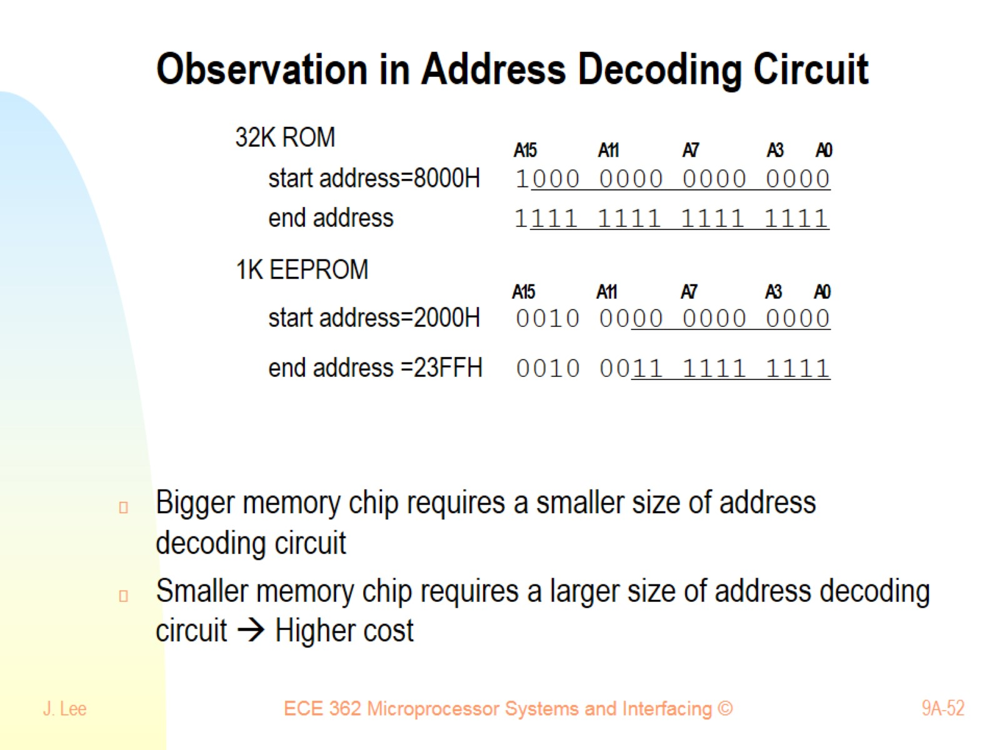 Observation in Address Decoding Circuit
32K ROM
A15 A11 A7 A3 A0
start address=8000H 1000 0000 0000 0000
end address 1111 1111 1111 1111
1K EEPROM
A15 A11 A7 A3 A0
start address=2000H 0010 0000 0000 0000
end address =23FFH 0010 0011 1111 1111
Bigger memory chip requires a smaller size of address
decoding circuit
Smaller memory chip requires a larger size of address decoding
circuit → Higher cost
J. Lee ECE 362 Microprocessor Systems and Interfacing © 9A-52